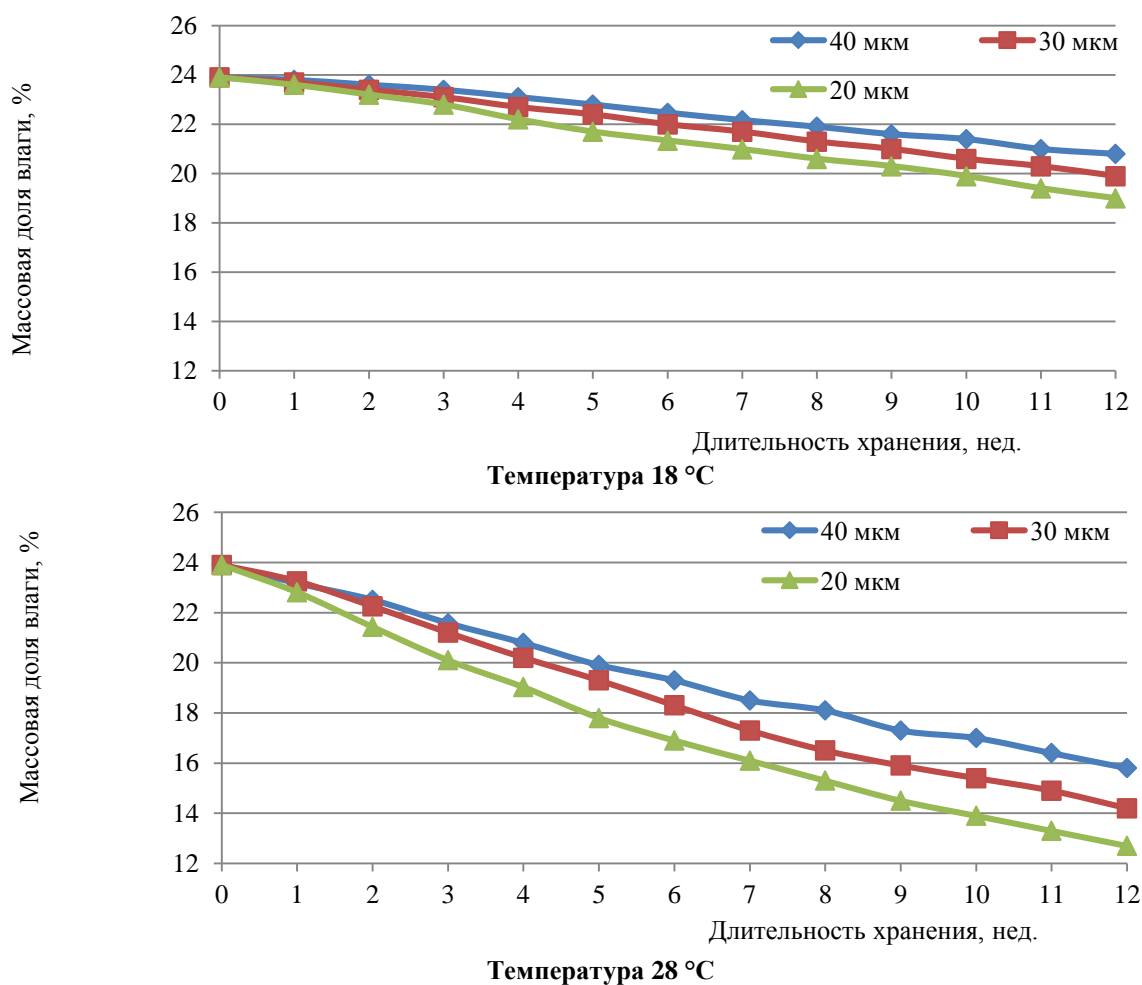 Массовая доля влаги, %
26
24
22
20
18
16
14
12
40 мкм
30 мкм
20 мкм
0 1 2 3 4 5 6 7 8 9 10 11 12
Длительность хранения, нед.
Температура 18 °С
Массовая доля влаги, %
26
24
22
20
18
16
14
12
40 мкм
30 мкм
20 мкм
0 1 2 3 4 5 6 7 8 9 10 11 12
Длительность хранения, нед.
Температура 28 °С